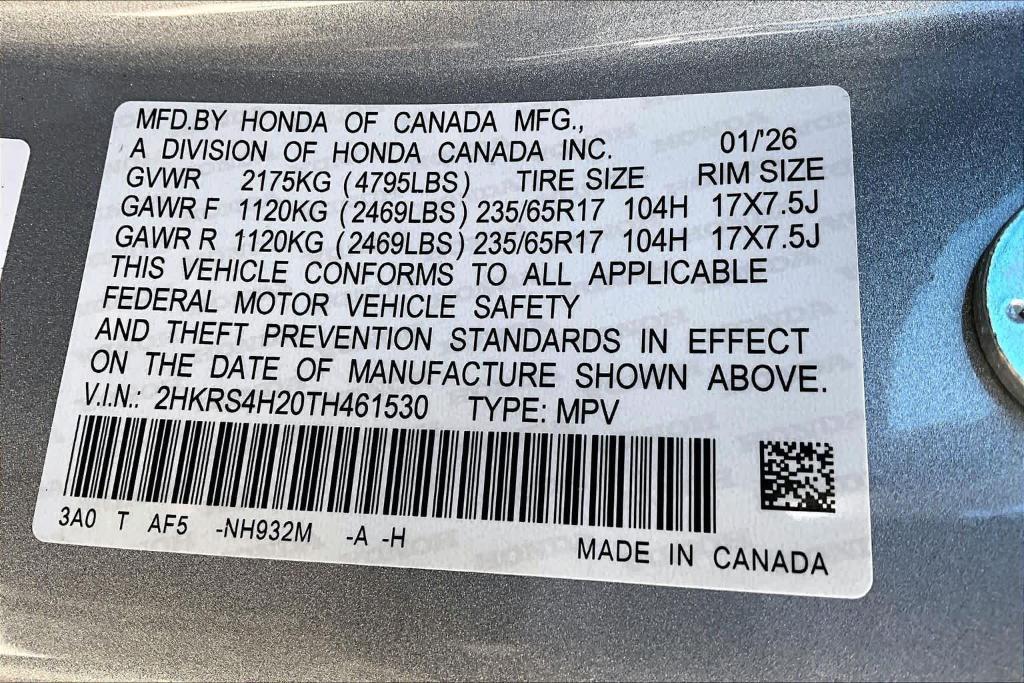 MFD.BY HONDA OF CANADA MFG.,
A DIVISION OF HONDA CANADA INC. 01/'26
GVWR 2175KG (4795LBS) TIRE SIZE RIM SIZE
GAWR F 1120KG (2469LBS) 235/65R17 104H 17X7.5J
GAWR R 1120KG (2469LBS) 235/65R17 104H 17X7.5J
THIS VEHICLE CONFORMS TO ALL APPLICABLE
FEDERAL MOTOR VEHICLE SAFETY
AND THEFT PREVENTION STANDARDS IN EFFECT
ON THE DATE OF MANUFACTURE SHOWN ABOVE.
V.I.N.: 2HKRS4H20TH461530 TYPE: MPV
3A0 T AF5 -NH932M -A -H
MADE IN CANADA